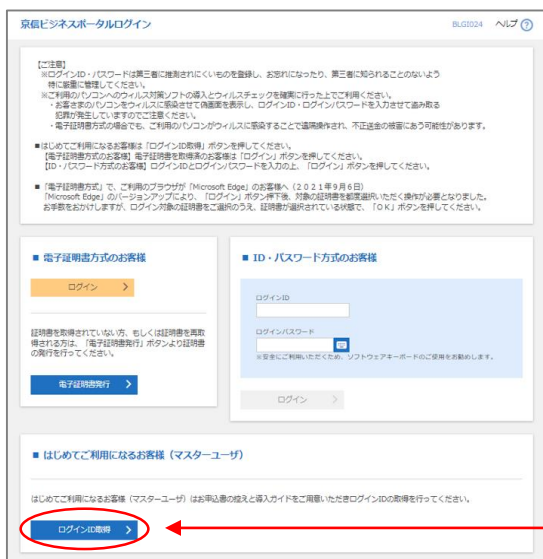 京信ビジネスポータルログイン
BLGI024 ヘルプ ?
【ご注意】
※ログインID・パスワードは第三者に推測されにくいものを登録し、お忘れになったり、第三者に知られることのないよう
特に厳重に管理してください。
※ご利用のパソコンへのウィルス対策ソフトの導入とウィルスチェックを確実に行った上でご利用ください。
・お客さまのパソコンをウィルスに感染させて偽画面を表示し、ログインID・ログインパスワードを入力させて盗み取る
犯罪が発生していますのでご注意ください。
・電子証明書方式の場合でも、ご利用のパソコンがウィルスに感染することで遠隔操作され、不正送金の被害にあう可能性があります。
■はじめてご利用になるお客様は「ログインID取得」ボタンを押してください。
【電子証明書方式のお客様】電子証明書を取得済のお客様は「ログイン」ボタンを押してください。
【ID・パスワード方式のお客様】ログインIDとログインパスワードを入力の上、「ログイン」ボタンを押してください。
■「電子証明書方式」で、ご利用のブラウザが「Microsoft Edge」のお客様へ(2021年9月6日)
「Microsoft Edge」のバージョンアップにより、「ログイン」ボタン押下後、対象の証明書を都度選択いただく操作が必要となりました。
お手数をおかけしますが、ログイン対象の証明書をご選択のうえ、証明書が選択されている状態で、「OK」ボタンを押してください。
■ 電子証明書方式のお客様
ログイン
証明書を取得されていない方、もしくは証明書を再取
得される方は、「電子証明書発行」ボタンより証明書
の発行を行ってください。
電子証明書発行
■ ID・パスワード方式のお客様
ログインID
ログインパスワード
※安全にご利用いただくため、ソフトウェアキーボードのご使用をお勧めします。
ログイン
■ はじめてご利用になるお客様(マスターユーザ)
はじめてご利用になるお客様(マスターユーザ)はお申込書の控えと導入ガイドをご用意いただきログインIDの取得を行ってください。
ログインID取得